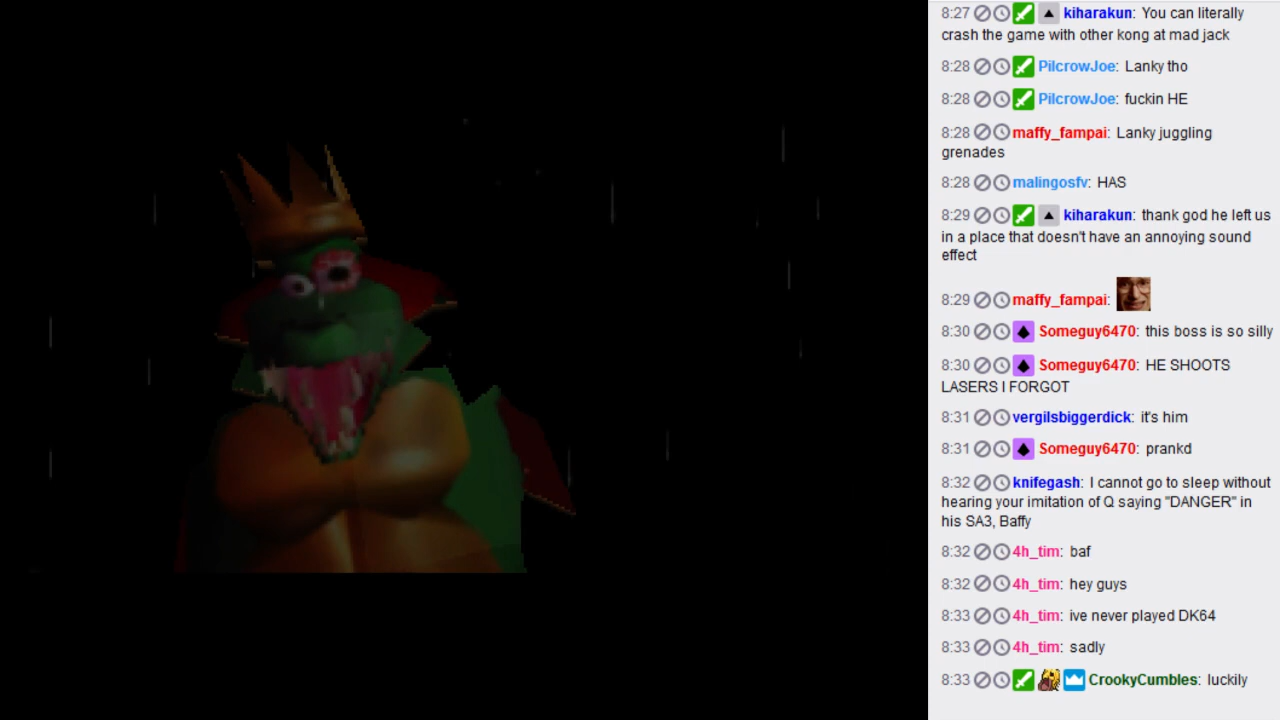 8:27 kiharakun: You can literally
crash the game with other kong at mad jack
8:28 PilcrowJoe: Lanky tho
8:28 PilcrowJoe: fuckin HE
8:28 maffy_fampai: Lanky juggling
grenades
8:28 malingosfv: HAS
8:29 kiharakun: thank god he left us
in a place that doesn't have an annoying sound
effect
8:29 maffy_fampai:
8:30 Someguy6470: this boss is so silly
8:30 Someguy6470: HE SHOOTS
LASERS I FORGOT
8:31 vergilsbiggerdick: it's him
8:31 Someguy6470: prankd
8:32 knifegash: I cannot go to sleep without
hearing your imitation of Q saying "DANGER" in
his SA3, Baffy
8:32 4h_tim: baf
8:32 4h_tim: hey guys
8:33 4h_tim: ive never played DK64
8:33 4h_tim: sadly
8:33 CrookyCumbles: luckily